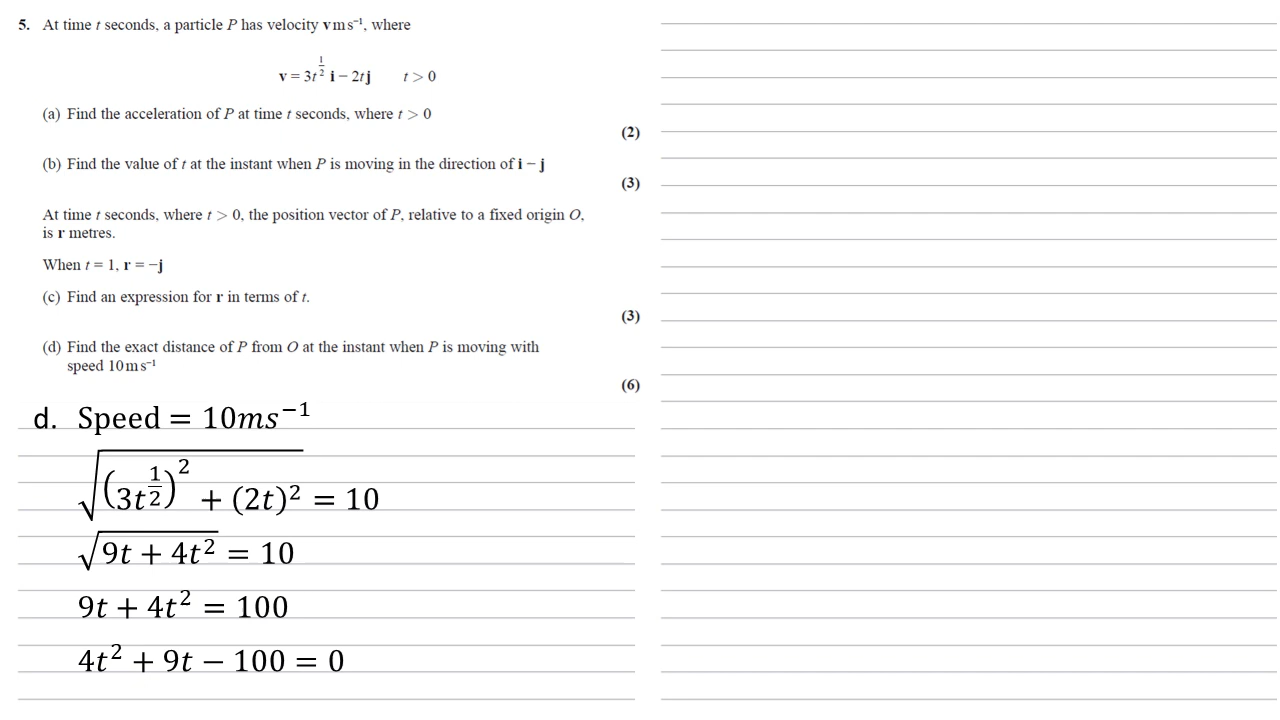 5. At time t seconds, a particle P has velocity v m s⁻¹, where
v = 3t^(1/2) i − 2tj t > 0
(a) Find the acceleration of P at time t seconds, where t > 0
(2)
(b) Find the value of t at the instant when P is moving in the direction of i − j
(3)
At time t seconds, where t > 0, the position vector of P, relative to a fixed origin O,
is r metres.
When t = 1, r = −j
(c) Find an expression for r in terms of t.
(3)
(d) Find the exact distance of P from O at the instant when P is moving with
speed 10 m s⁻¹
(6)
d. Speed = 10ms⁻¹
√((3t^(1/2))² + (2t)²) = 10
√(9t + 4t²) = 10
9t + 4t² = 100
4t² + 9t − 100 = 0